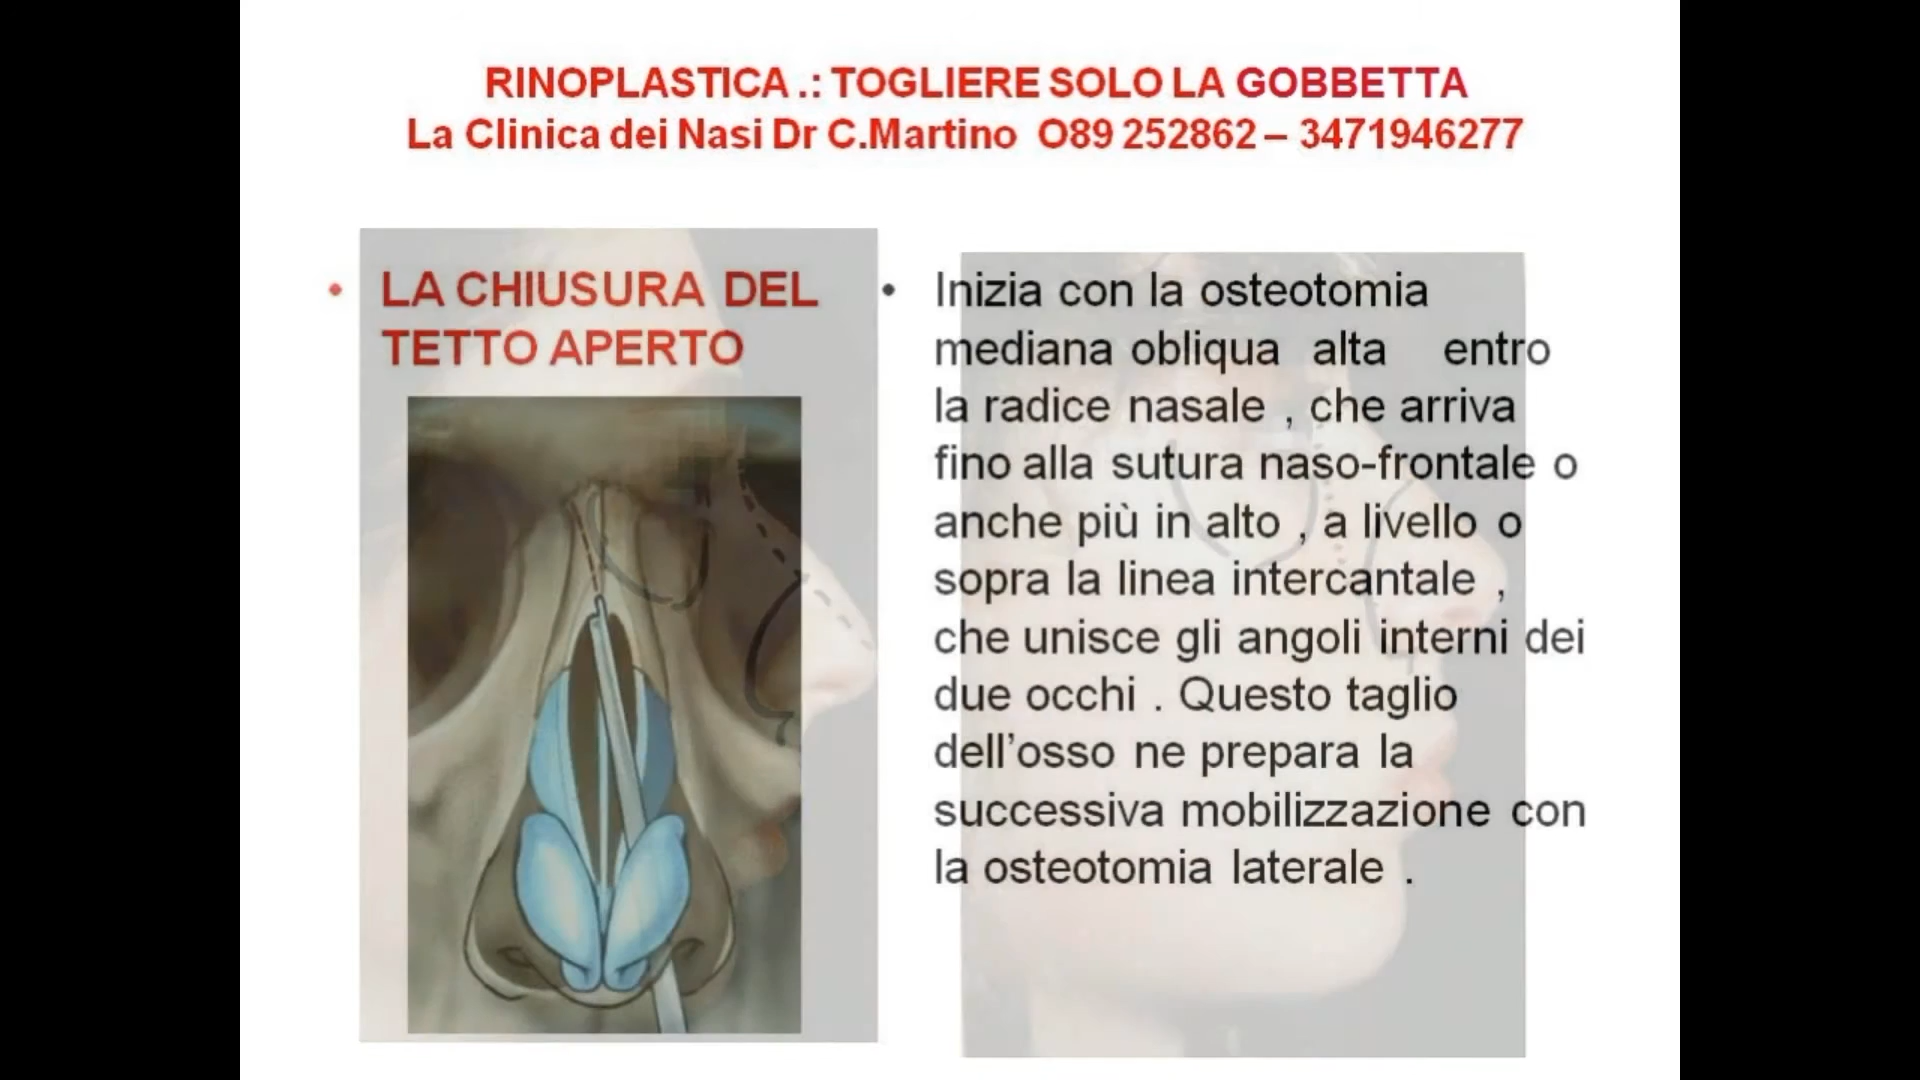 RINOPLASTICA .: TOGLIERE SOLO LA GOBBETTA
La Clinica dei Nasi Dr C.Martino O89 252862 – 3471946277
• LA CHIUSURA DEL
TETTO APERTO
• Inizia con la osteotomia
mediana obliqua alta entro
la radice nasale , che arriva
fino alla sutura naso-frontale o
anche più in alto , a livello o
sopra la linea intercantale ,
che unisce gli angoli interni dei
due occhi . Questo taglio
dell’osso ne prepara la
successiva mobilizzazione con
la osteotomia laterale .